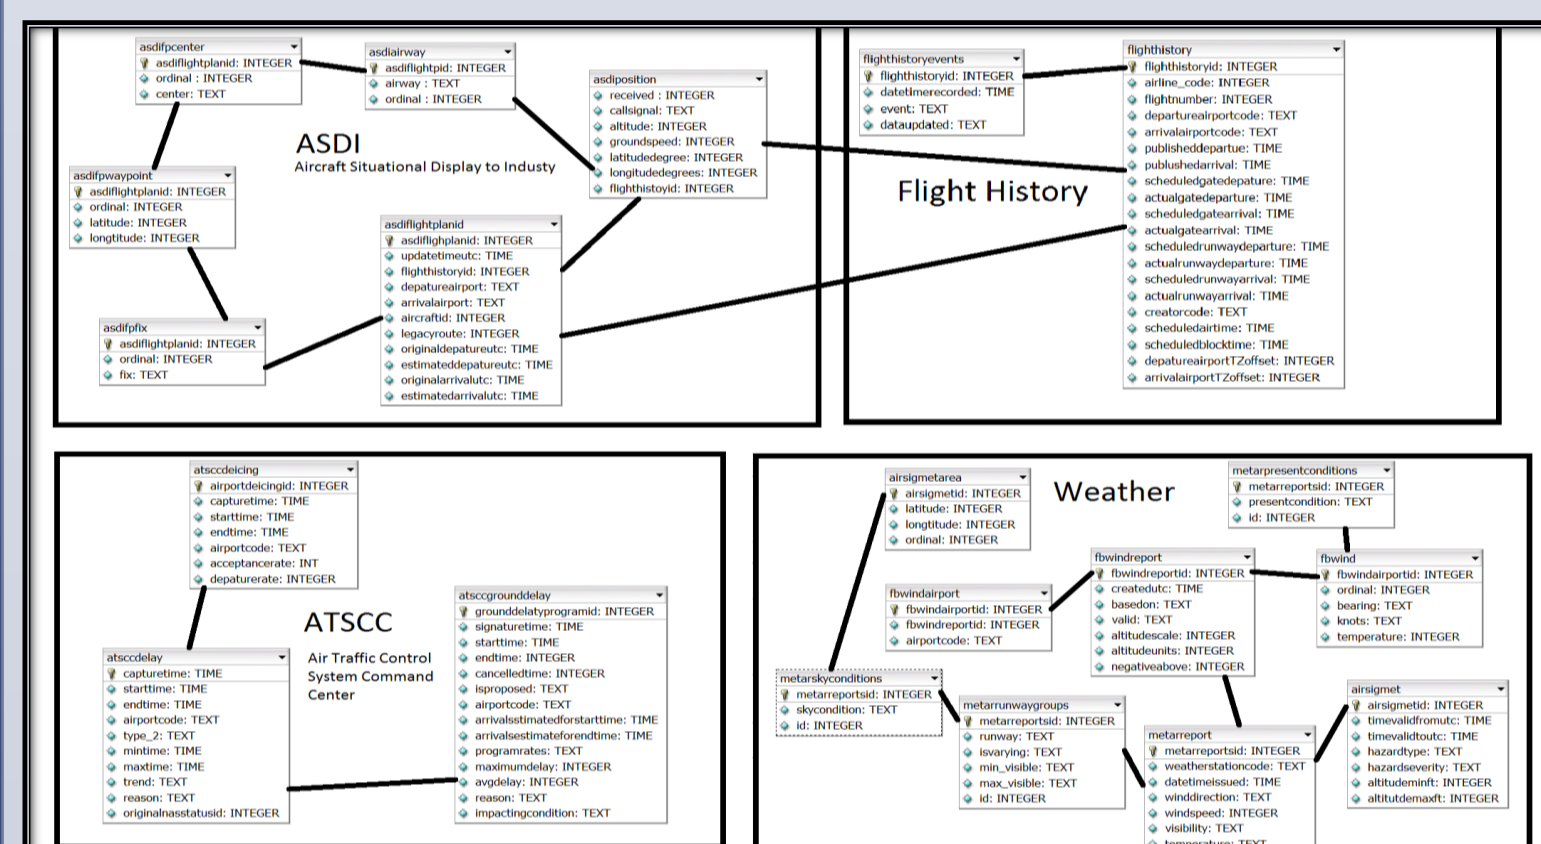 asdifpcenter
asdiflightplanid: INTEGER
ordinal : INTEGER
center: TEXT
asdiairway
asdiflightpid: INTEGER
airway : TEXT
ordinal : INTEGER
asdiposition
received : INTEGER
callsignal: TEXT
altitude: INTEGER
groundspeed: INTEGER
latitudedegree: INTEGER
longitudedegrees: INTEGER
flighthistoyid: INTEGER
ASDI
Aircraft Situational Display to Industy
asdifpwaypoint
asdiflightplanid: INTEGER
ordinal: INTEGER
latitude: INTEGER
longtitude: INTEGER
asdiflightplanid
asdiflighplanid: INTEGER
updatetimeutc: TIME
flighthistoryid: INTEGER
depatureairport: TEXT
arrivalairport: TEXT
aircraftid: INTEGER
legacyroute: INTEGER
originaldepatureutc: TIME
estimateddepatureutc: TIME
originalarrivalutc: TIME
estimatedarrivalutc: TIME
asdifpfix
asdiflightplanid: INTEGER
ordinal: INTEGER
fix: TEXT
flighthistoryevents
flighthistoryid: INTEGER
datetimerecorded: TIME
event: TEXT
dataupdated: TEXT
Flight History
flighthistory
flighthistoryid: INTEGER
airline_code: INTEGER
flightnumber: INTEGER
departureairportcode: TEXT
arrivalairportcode: TEXT
publisheddepartue: TIME
publushedarrival: TIME
scheduledgatedepature: TIME
actualgatedeparture: TIME
scheduledgatearrival: TIME
actualgatearrival: TIME
scheduledrunwaydeparture: TIME
actualrunwaydeparture: TIME
scheduledrunwayarrival: TIME
actualrunwayarrival: TIME
creatorcode: TEXT
scheduledairtime: TIME
scheduledblocktime: TIME
depatureairportTZoffset: INTEGER
arrivalairportTZoffset: INTEGER
atsccdeicing
airportdeicingid: INTEGER
capturetime: TIME
starttime: TIME
endtime: TIME
airportcode: TEXT
acceptancerate: INT
depaturerate: INTEGER
ATSCC
Air Traffic Control
System Command
Center
atsccdelay
capturetime: TIME
starttime: TIME
endtime: TIME
airportcode: TEXT
type_2: TEXT
mintime: TIME
maxtime: TIME
trend: TEXT
reason: TEXT
originalnasstatusid: INTEGER
atsccgrounddelay
grounddelatyprogramid: INTEGER
signaturetime: TIME
starttime: TIME
endtime: INTEGER
cancelledtime: INTEGER
isproposed: TEXT
airportcode: TEXT
arrivalsstimatedforstarttime: TIME
arrivalsestimateforendtime: TIME
programrates: TEXT
maximumdelay: INTEGER
avgdelay: INTEGER
reason: TEXT
impactingcondition: TEXT
Weather
airsigmetarea
airsigmetid: INTEGER
latitude: INTEGER
longtitude: INTEGER
ordinal: INTEGER
metarpresentconditions
metarreportsid: INTEGER
presentcondition: TEXT
id: INTEGER
fbwindairport
fbwindairportid: INTEGER
fbwindreportid: INTEGER
airportcode: TEXT
fbwindreport
fbwindreportid: INTEGER
createdutc: TIME
basedon: TEXT
valid: TEXT
altitudescale: INTEGER
altitudeunits: INTEGER
negativeabove: INTEGER
fbwind
fbwindairportid: INTEGER
ordinal: INTEGER
bearing: TEXT
knots: TEXT
temperature: INTEGER
metarskyconditions
metarreportsid: INTEGER
skycondition: TEXT
id: INTEGER
metarrunwaygroups
metarreportsid: INTEGER
runway: TEXT
isvarying: TEXT
min_visible: TEXT
max_visible: TEXT
id: INTEGER
metarreport
metarreportsid: INTEGER
weatherstationcode: TEXT
datetimeissued: TIME
winddirection: TEXT
windspeed: INTEGER
visibility: TEXT
temperature: TEXT
airsigmet
airsigmetid: INTEGER
timevalidfromutc: TIME
timevalidtoutc: TIME
hazardtype: TEXT
hazardseverity: TEXT
altitudeminft: INTEGER
altitutdemaxft: INTEGER